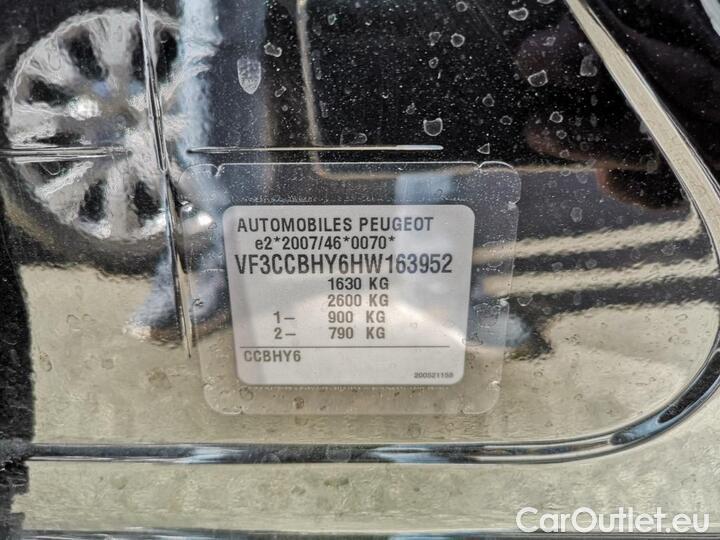 AUTOMOBILES PEUGEOT
e2*2007/46*0070*
VF3CCBHY6HW163952
1630 KG
2600 KG
1- 900 KG
2- 790 KG
CCBHY6
200521158
CarOutlet.eu